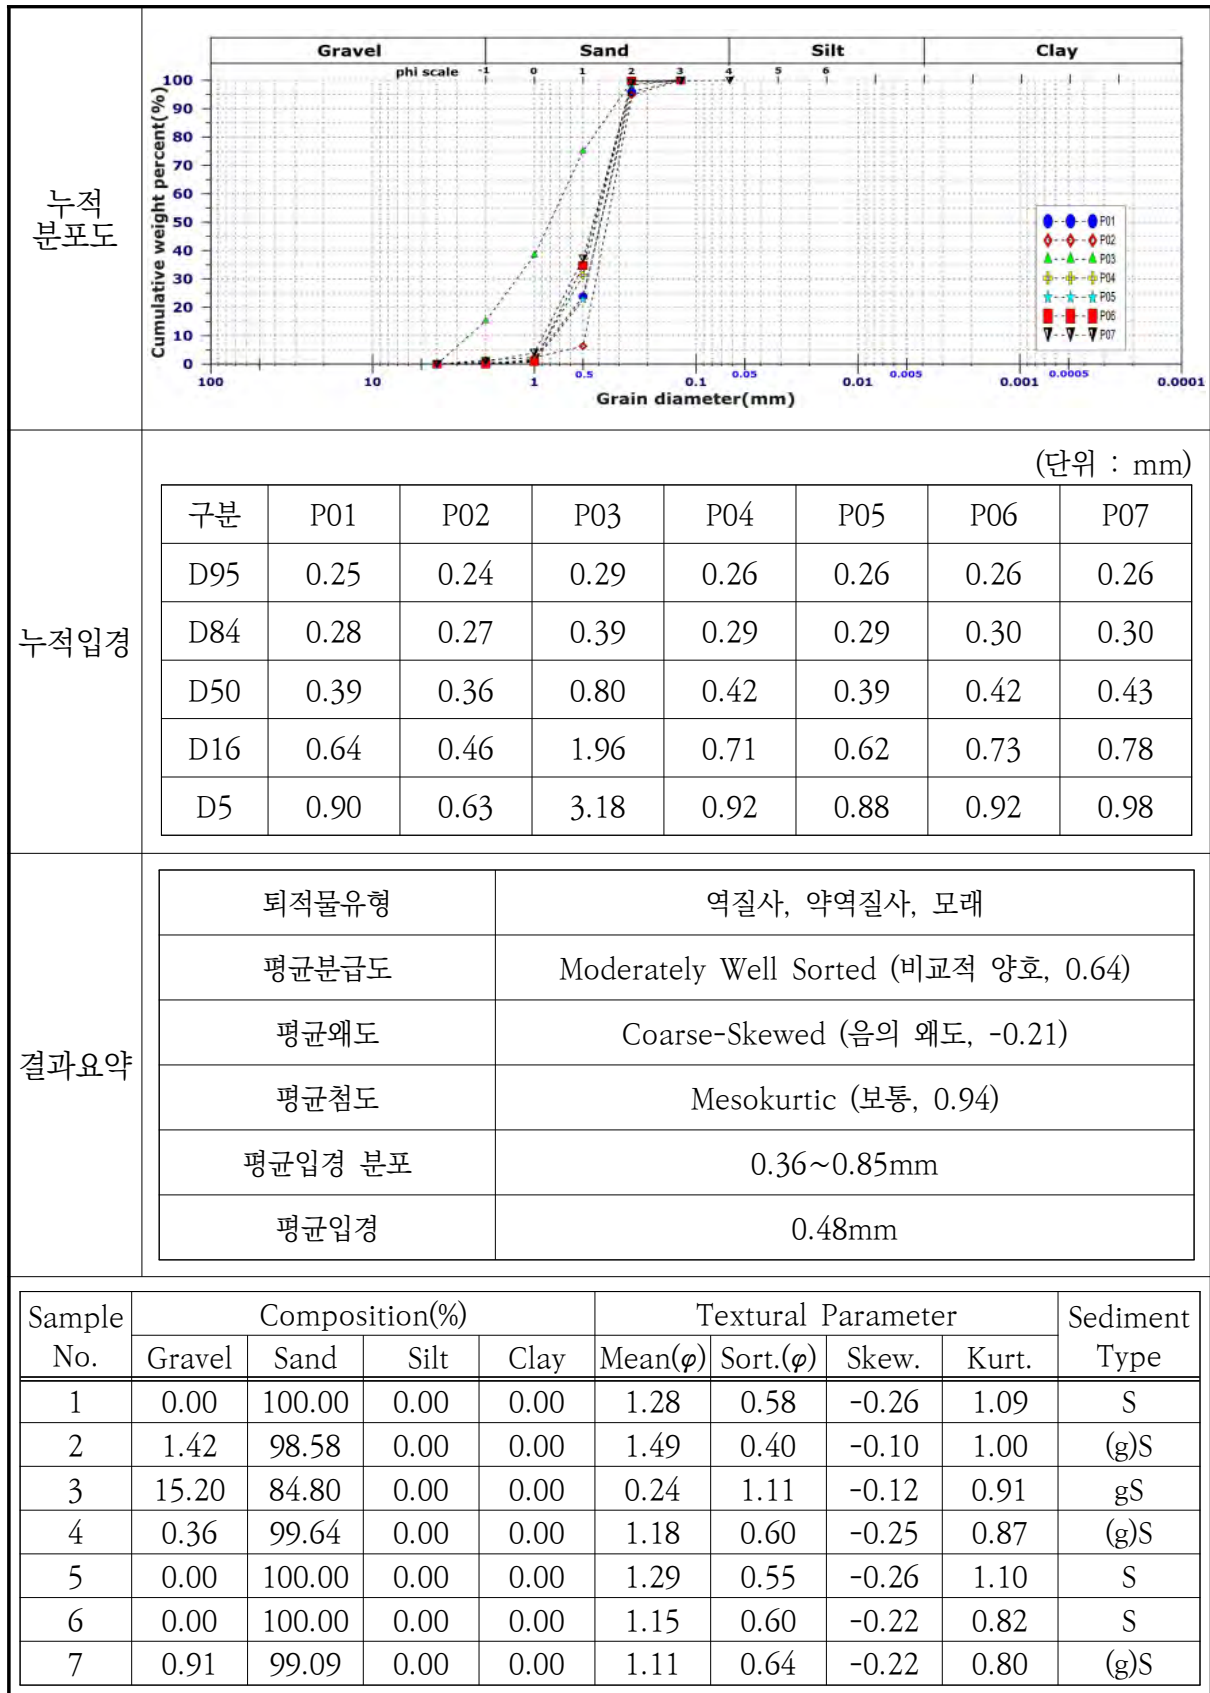 누적
분포도
Gravel Sand Silt Clay
phi scale -1 0 1 2 3 4 5 6
Cumulative weight percent(%)
100
90
80
70
60
50
40
30
20
10
0
P01
P02
P03
P04
P05
P06
P07
100 10 1 0.5 0.1 0.05 0.01 0.005 0.001 0.0005 0.0001
Grain diameter(mm)
누적입경
(단위 : mm)
구분 P01 P02 P03 P04 P05 P06 P07
D95 0.25 0.24 0.29 0.26 0.26 0.26 0.26
D84 0.28 0.27 0.39 0.29 0.29 0.30 0.30
D50 0.39 0.36 0.80 0.42 0.39 0.42 0.43
D16 0.64 0.46 1.96 0.71 0.62 0.73 0.78
D5 0.90 0.63 3.18 0.92 0.88 0.92 0.98
결과요약
퇴적물유형 역질사, 약역질사, 모래
평균분급도 Moderately Well Sorted (비교적 양호, 0.64)
평균왜도 Coarse-Skewed (음의 왜도, -0.21)
평균첨도 Mesokurtic (보통, 0.94)
평균입경 분포 0.36~0.85mm
평균입경 0.48mm
Sample Composition(%) Textural Parameter Sediment
No. Gravel Sand Silt Clay Mean(φ) Sort.(φ) Skew. Kurt. Type
1 0.00 100.00 0.00 0.00 1.28 0.58 -0.26 1.09 S
2 1.42 98.58 0.00 0.00 1.49 0.40 -0.10 1.00 (g)S
3 15.20 84.80 0.00 0.00 0.24 1.11 -0.12 0.91 gS
4 0.36 99.64 0.00 0.00 1.18 0.60 -0.25 0.87 (g)S
5 0.00 100.00 0.00 0.00 1.29 0.55 -0.26 1.10 S
6 0.00 100.00 0.00 0.00 1.15 0.60 -0.22 0.82 S
7 0.91 99.09 0.00 0.00 1.11 0.64 -0.22 0.80 (g)S